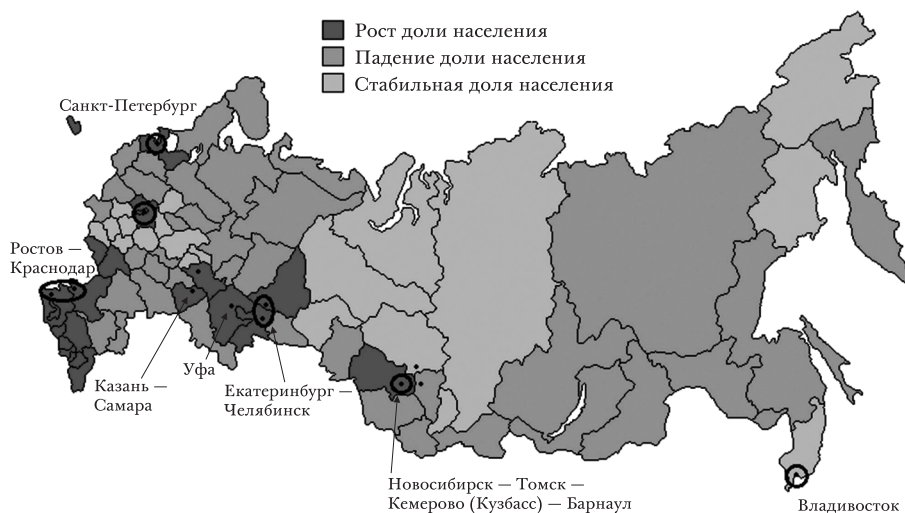 Рост доли населения
Падение доли населения
Стабильная доля населения
Санкт-Петербург
Ростов —
Краснодар
Казань —
Самара
Уфа
Екатеринбург —
Челябинск
Новосибирск — Томск —
Кемерово (Кузбасс) — Барнаул
Владивосток